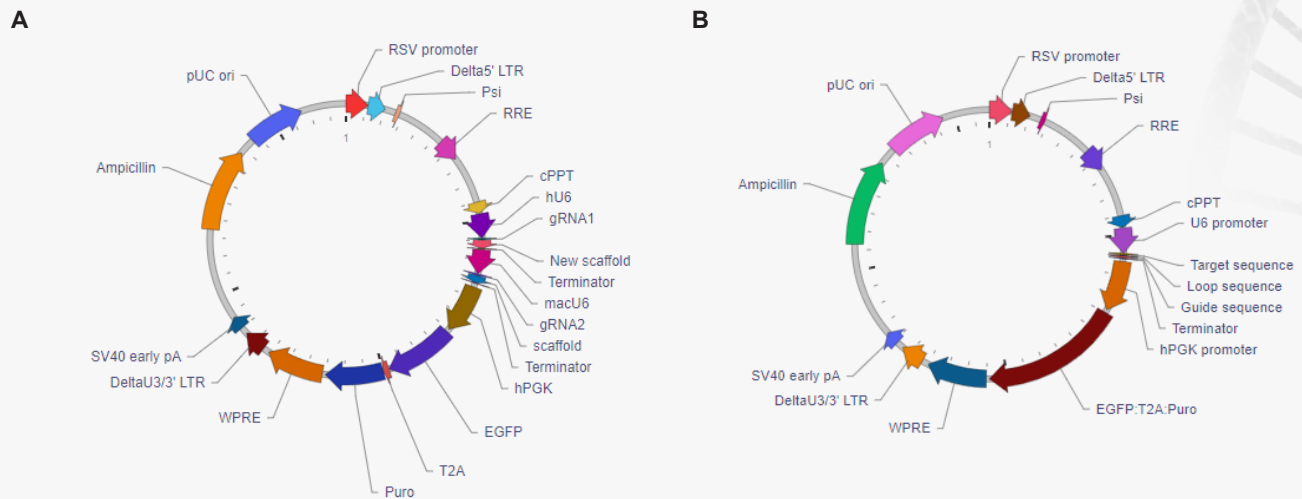 A
RSV promoter
Delta5' LTR
Psi
RRE
cPPT
hU6
gRNA1
New scaffold
Terminator
macU6
gRNA2
scaffold
Terminator
hPGK
EGFP
T2A
Puro
WPRE
DeltaU3/3' LTR
SV40 early pA
Ampicillin
pUC ori
1
B
RSV promoter
Delta5' LTR
Psi
RRE
cPPT
U6 promoter
Target sequence
Loop sequence
Guide sequence
Terminator
hPGK promoter
EGFP:T2A:Puro
WPRE
DeltaU3/3' LTR
SV40 early pA
Ampicillin
pUC ori
1